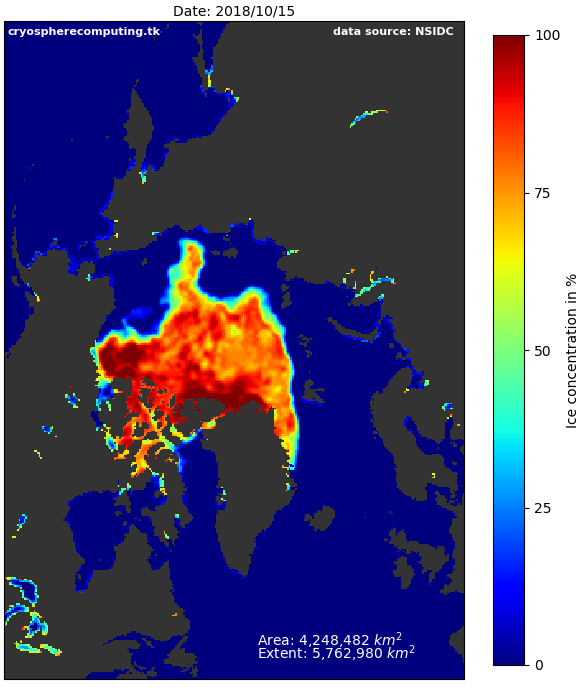 Date: 2018/10/15
cryospherecomputing.tk data source: NSIDC
100
75
50
25
0
Ice concentration in %
Area: 4,248,482 km²
Extent: 5,762,980 km²